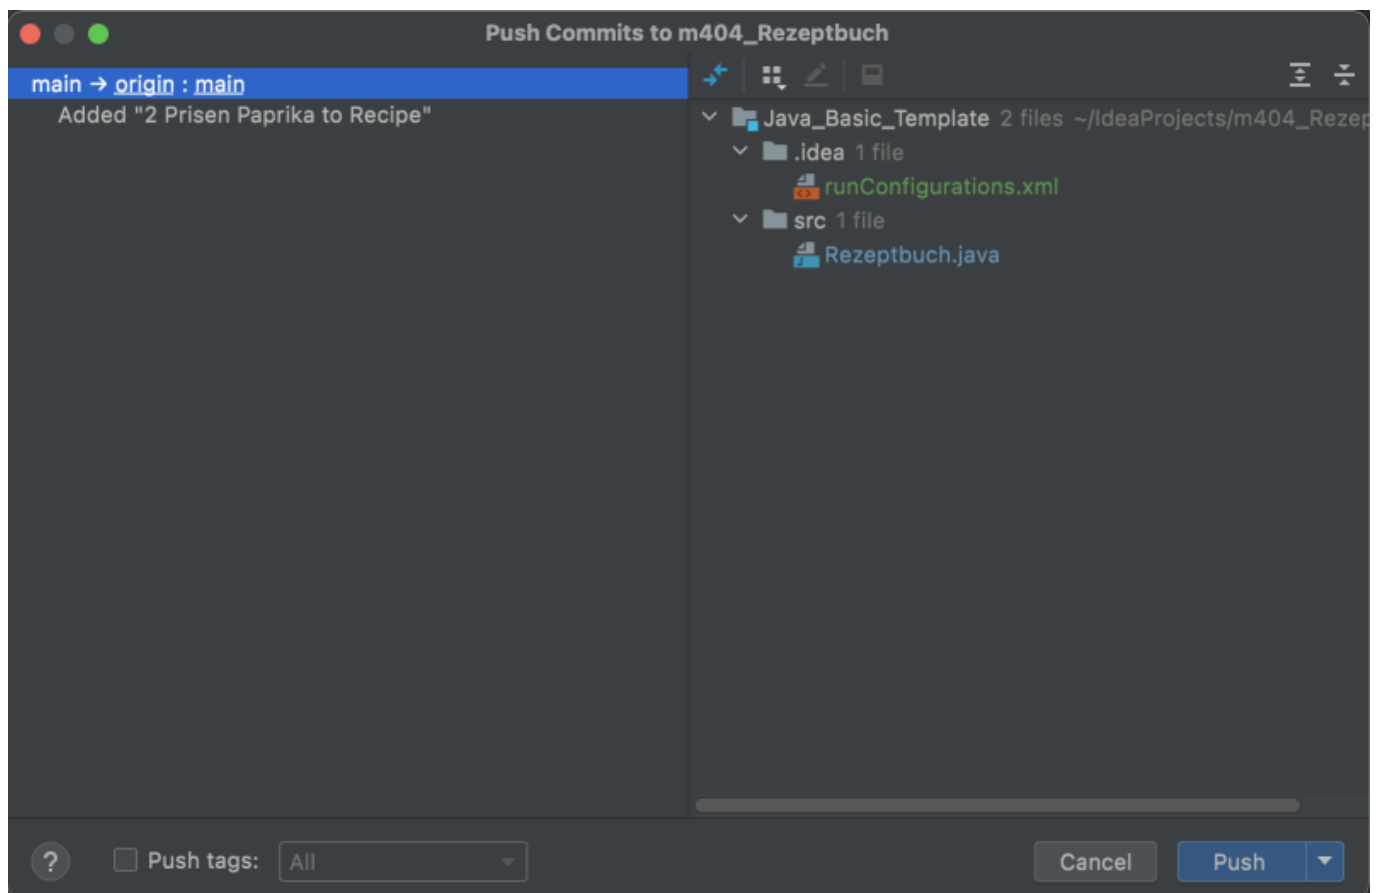 Push Commits to m404_Rezeptbuch
main → origin : main
Added "2 Prisen Paprika to Recipe"
Java_Basic_Template 2 files ~/IdeaProjects/m404_Rezep
.idea 1 file
runConfigurations.xml
src 1 file
Rezeptbuch.java
? Push tags: All Cancel Push